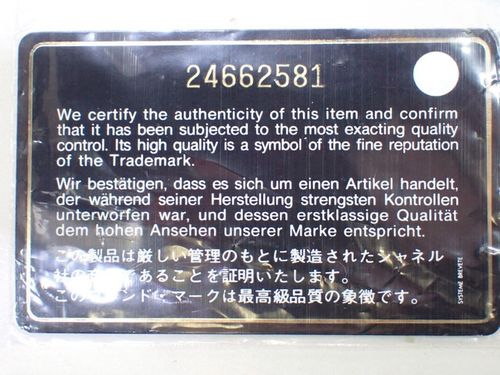 24662581
We certify the authenticity of this item and confirm
that it has been subjected to the most exacting quality
control. Its high quality is a symbol of the fine reputation
of the Trademark.
Wir bestätigen, dass es sich um einen Artikel handelt,
der während seiner Herstellung strengsten Kontrollen
unterworfen war, und dessen erstklassige Qualität
dem hohen Ansehen unserer Marke entspricht.
この製品は厳しい管理のもとに製造されたシャネル
社の であることを証明いたします。
この ンド・マークは最高級品質の象徴です。
SYSTEME BREVETE